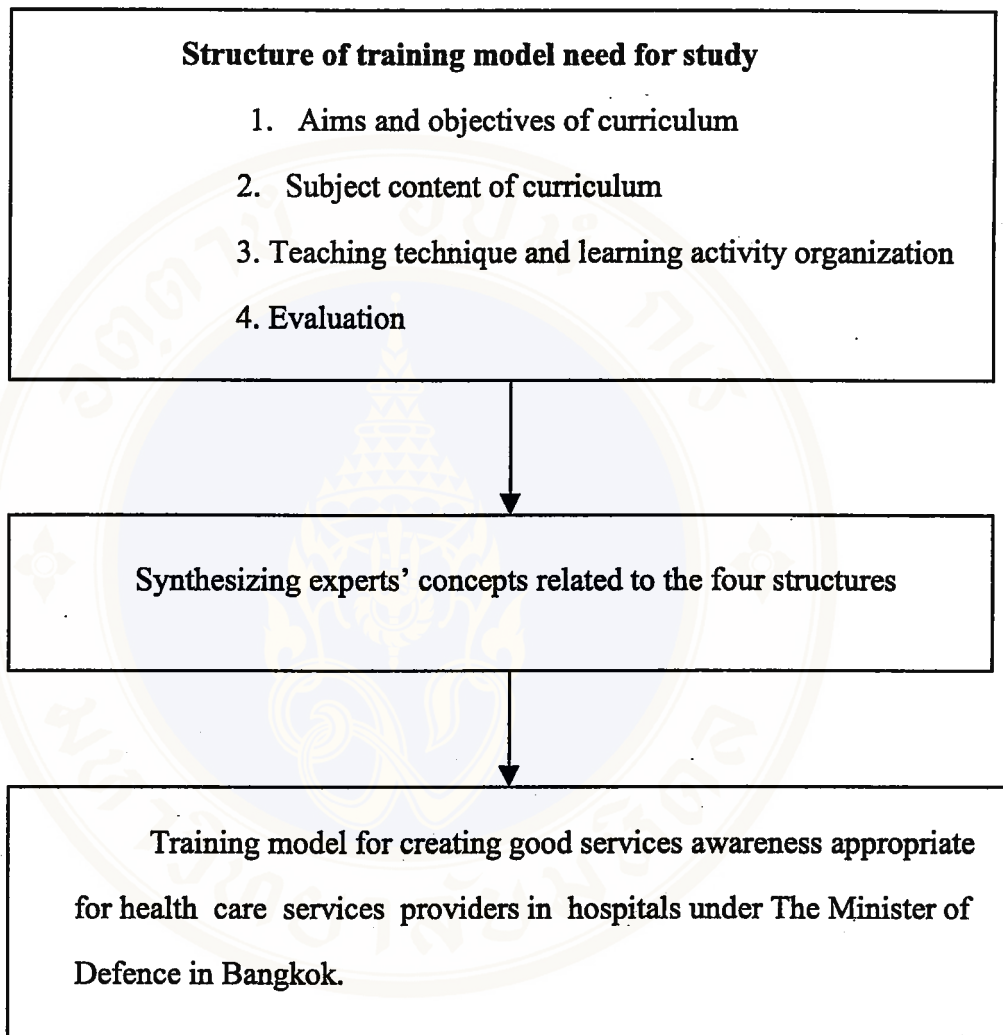 Structure of training model need for study
1. Aims and objectives of curriculum
2. Subject content of curriculum
3. Teaching technique and learning activity organization
4. Evaluation
Synthesizing experts’ concepts related to the four structures
Training model for creating good services awareness appropriate
for health care services providers in hospitals under The Minister of
Defence in Bangkok.